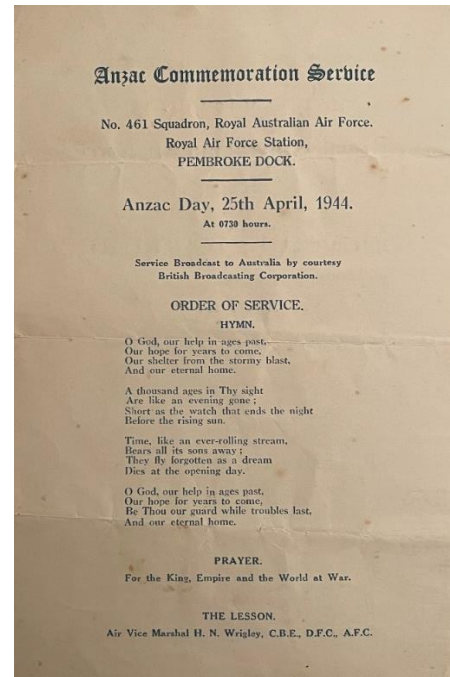 Anzac Commemoration Service
No. 461 Squadron, Royal Australian Air Force.
Royal Air Force Station,
PEMBROKE DOCK.
Anzac Day, 25th April, 1944.
At 0730 hours.
Service Broadcast to Australia by courtesy
British Broadcasting Corporation.
ORDER OF SERVICE.
HYMN.
O God, our help in ages past,
Our hope for years to come,
Our shelter from the stormy blast,
And our eternal home.
A thousand ages in Thy sight
Are like an evening gone ;
Short as the watch that ends the night
Before the rising sun.
Time, like an ever-rolling stream,
Bears all its sons away ;
They fly forgotten as a dream
Dies at the opening day.
O God, our help in ages past,
Our hope for years to come,
Be Thou our guard while troubles last,
And our eternal home.
PRAYER.
For the King, Empire and the World at War.
THE LESSON.
Air Vice Marshal H. N. Wrigley, C.B.E., D.F.C., A.F.C.